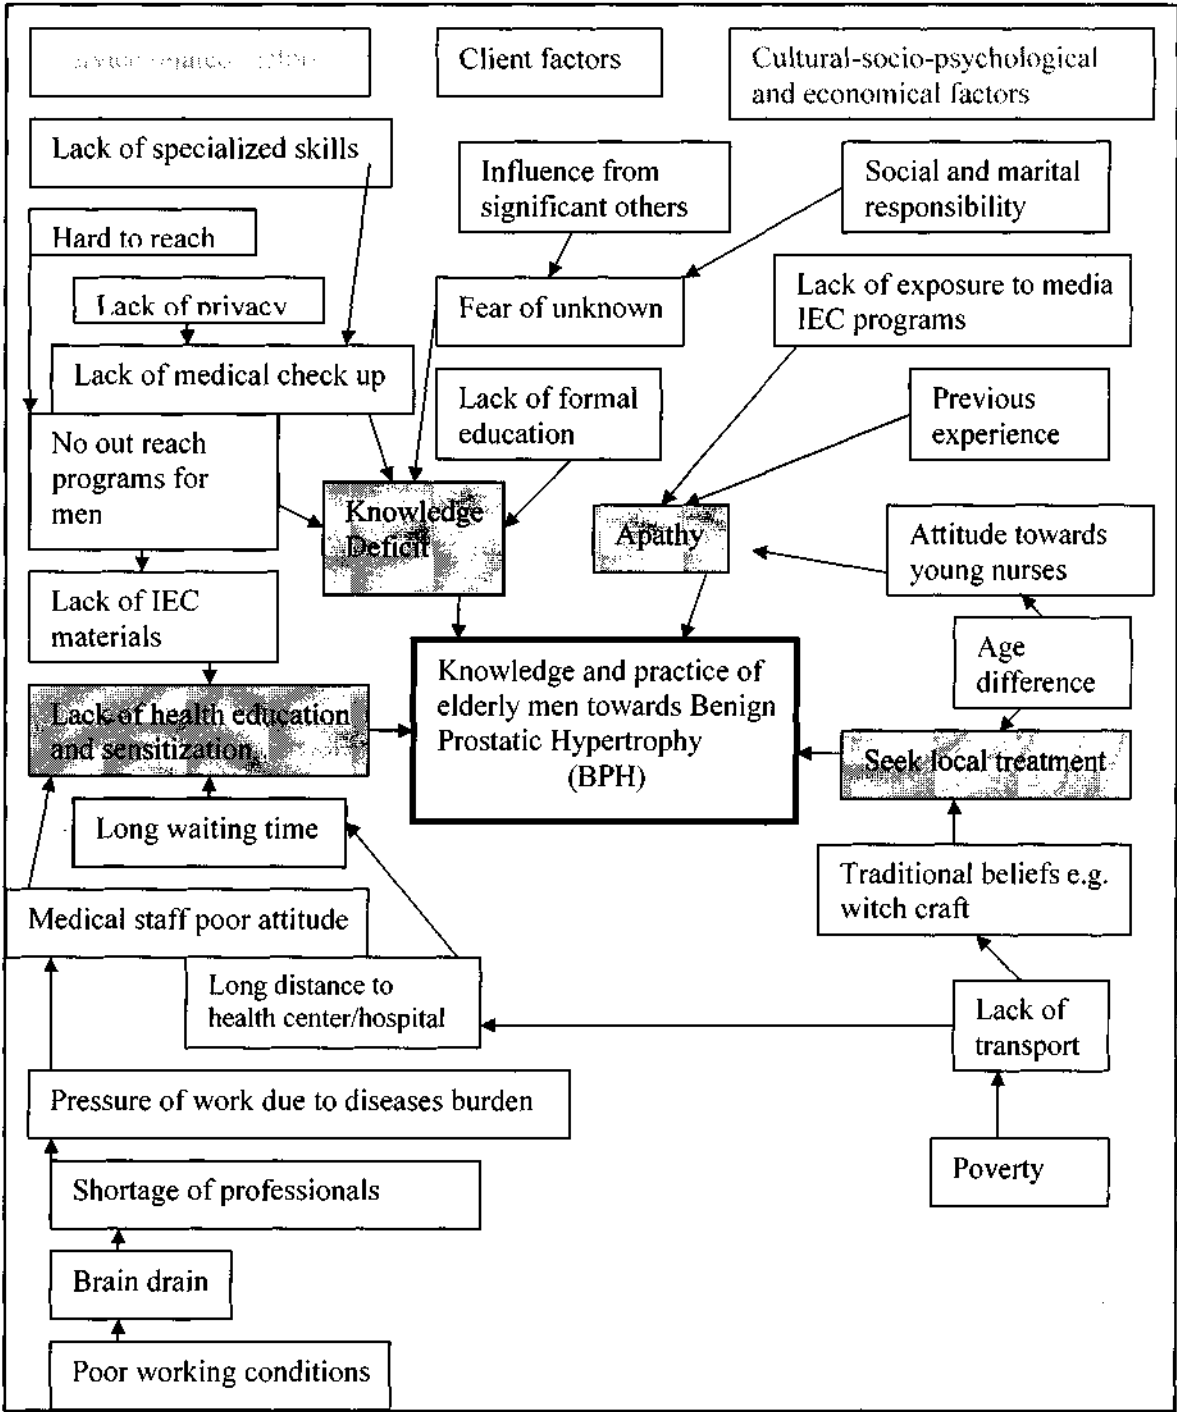 Client factors
Cultural-socio-psychological
and economical factors
Lack of specialized skills
Influence from
significant others
Social and marital
responsibility
Hard to reach
Lack of privacy
Fear of unknown
Lack of exposure to media
IEC programs
Lack of medical check up
Lack of formal
education
Previous
experience
No out reach
programs for
men
Knowledge
Deficit
Apathy
Attitude towards
young nurses
Lack of IEC
materials
Age
difference
Knowledge and practice of
elderly men towards Benign
Prostatic Hypertrophy
(BPH)
Lack of health education
and sensitization
Seek local treatment
Long waiting time
Traditional beliefs e.g.
witch craft
Medical staff poor attitude
Long distance to
health center/hospital
Lack of
transport
Pressure of work due to diseases burden
Poverty
Shortage of professionals
Brain drain
Poor working conditions